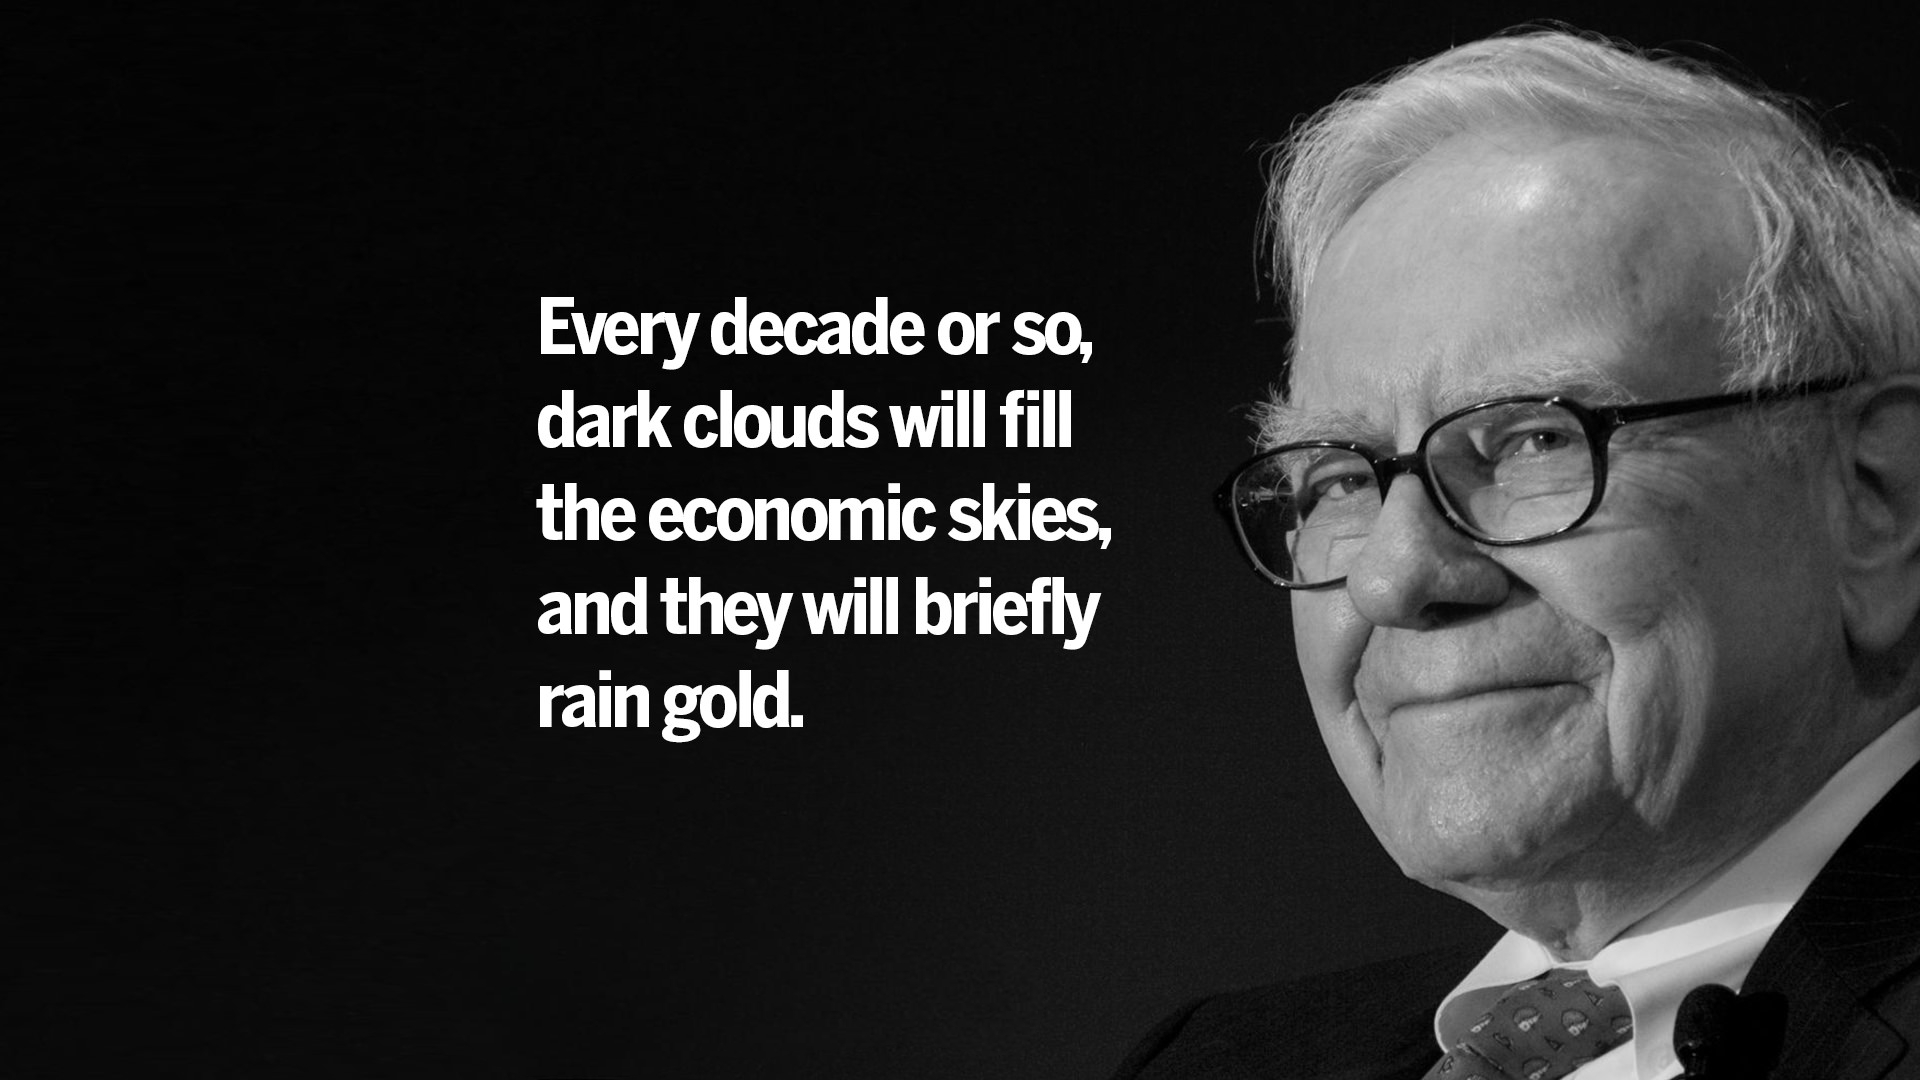 Every decade or so,
dark clouds will fill
the economic skies,
and they will briefly
rain gold.